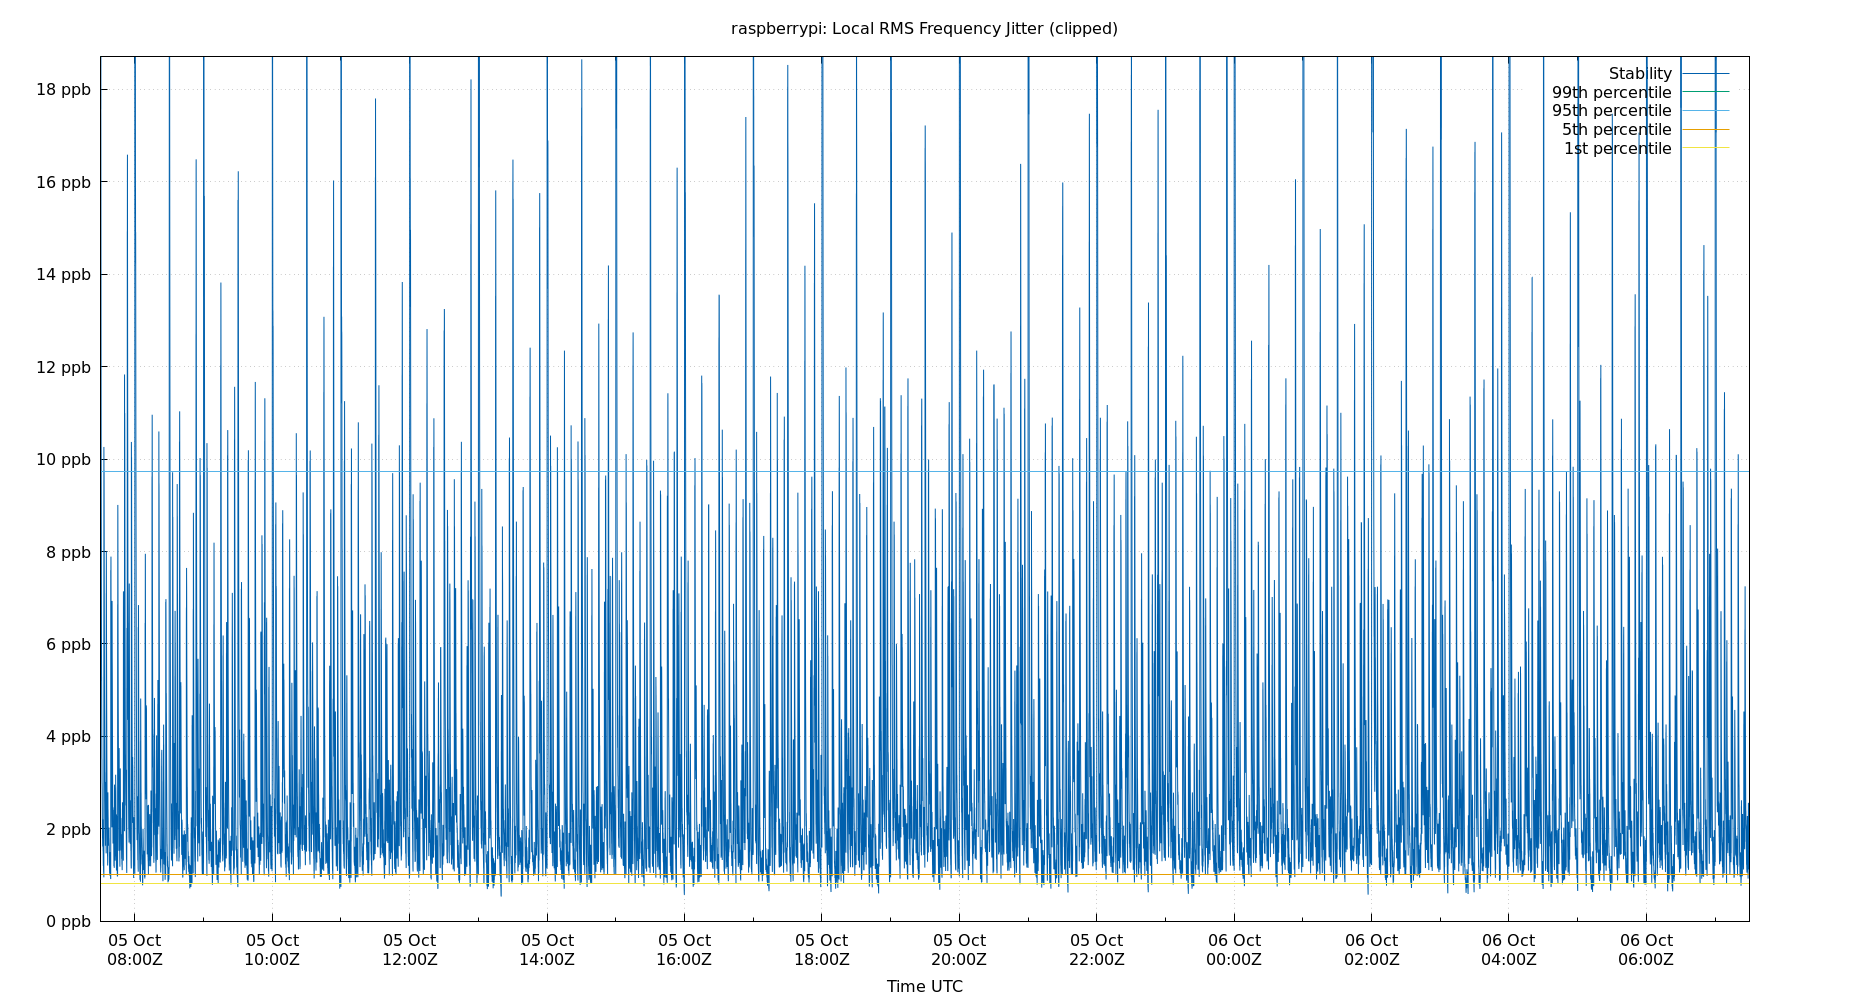 raspberrypi: Local RMS Frequency Jitter (clipped)
18 ppb
16 ppb
14 ppb
12 ppb
10 ppb
8 ppb
6 ppb
4 ppb
2 ppb
0 ppb
Stability
99th percentile
95th percentile
5th percentile
1st percentile
05 Oct 05 Oct 05 Oct 05 Oct 05 Oct 05 Oct 05 Oct 05 Oct 06 Oct 06 Oct 06 Oct 06 Oct
08:00Z 10:00Z 12:00Z 14:00Z 16:00Z 18:00Z 20:00Z 22:00Z 00:00Z 02:00Z 04:00Z 06:00Z
Time UTC